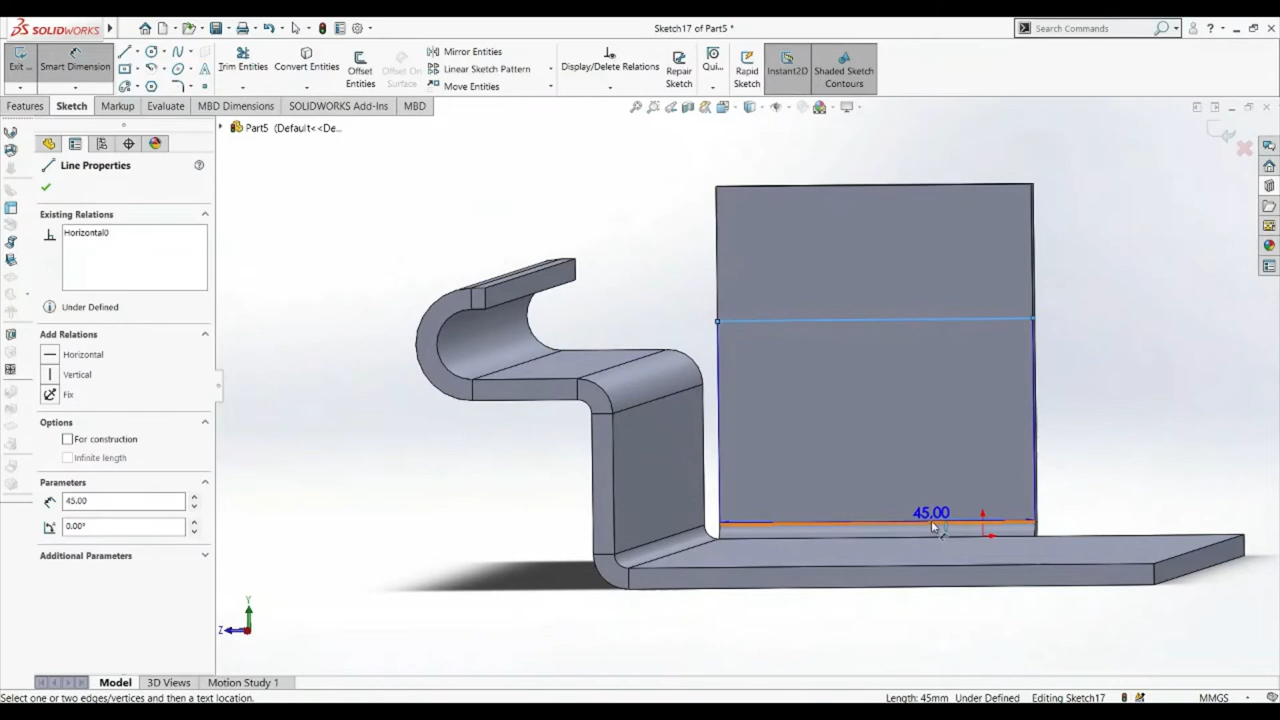 SOLIDWORKS
Sketch17 of Part5 *
Search Commands
?
Exit ...
Smart Dimension
Trim Entities
Convert Entities
Offset Entities
Offset On Surface
Mirror Entities
Linear Sketch Pattern
Move Entities
Display/Delete Relations
Repair Sketch
Qui...
Rapid Sketch
Instant2D
Shaded Sketch Contours
Features
Sketch
Markup
Evaluate
MBD Dimensions
SOLIDWORKS Add-Ins
MBD
Part5 (Default<<De...
Line Properties
Existing Relations
Horizontal0
Under Defined
Add Relations
Horizontal
Vertical
Fix
Options
For construction
Infinite length
Parameters
45.00
0.00°
Additional Parameters
45.00
Y
Z
Model
3D Views
Motion Study 1
Select one or two edges/vertices and then a text location.
Length: 45mm
Under Defined
Editing Sketch17
MMGS